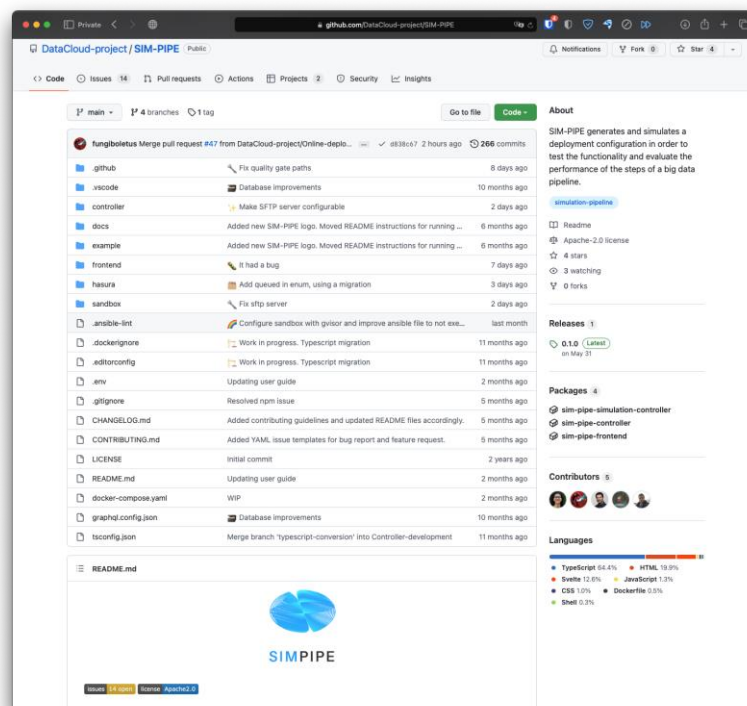 Private
github.com/DataCloud-project/SIM-PIPE
DataCloud-project / SIM-PIPE Public
Notifications Fork 0 Star 4
Code Issues 14 Pull requests Actions Projects 2 Security Insights
main 4 branches 1 tag Go to file Code
fungiboletus Merge pull request #47 from DataCloud-project/Online-deplo... d838c67 2 hours ago 266 commits
.github Fix quality gate paths 8 days ago
.vscode Database improvements 10 months ago
controller Make SFTP server configurable 2 days ago
docs Added new SIM-PIPE logo. Moved README instructions for running ... 6 months ago
example Added new SIM-PIPE logo. Moved README instructions for running ... 6 months ago
frontend It had a bug 7 days ago
hasura Add queued in enum, using a migration 3 days ago
sandbox Fix sftp server 2 days ago
.ansible-lint Configure sandbox with gvisor and improve ansible file to not exe... last month
.dockerignore Work in progress. Typescript migration 11 months ago
.editorconfig Work in progress. Typescript migration 11 months ago
.env Updating user guide 2 months ago
.gitignore Resolved npm issue 5 months ago
CHANGELOG.md Added contributing guidelines and updated README files accordingly. 5 months ago
CONTRIBUTING.md Added YAML issue templates for bug report and feature request. 5 months ago
LICENSE Initial commit 2 years ago
README.md Updating user guide 2 months ago
docker-compose.yaml WIP 2 months ago
graphql.config.json Database improvements 10 months ago
tsconfig.json Merge branch 'typescript-conversion' into Controller-development 11 months ago
README.md
SIMPIPE
issues 14 open license Apache2.0
About
SIM-PIPE generates and simulates a
deployment configuration in order to
test the functionality and evaluate the
performance of the steps of a big data
pipeline.
simulation-pipeline
Readme
Apache-2.0 license
4 stars
3 watching
0 forks
Releases 1
0.1.0 Latest
on May 31
Packages 4
sim-pipe-simulation-controller
sim-pipe-controller
sim-pipe-frontend
Contributors 5
Languages
TypeScript 64.4% HTML 19.9%
Svelte 12.6% JavaScript 1.3%
CSS 1.0% Dockerfile 0.5%
Shell 0.3%